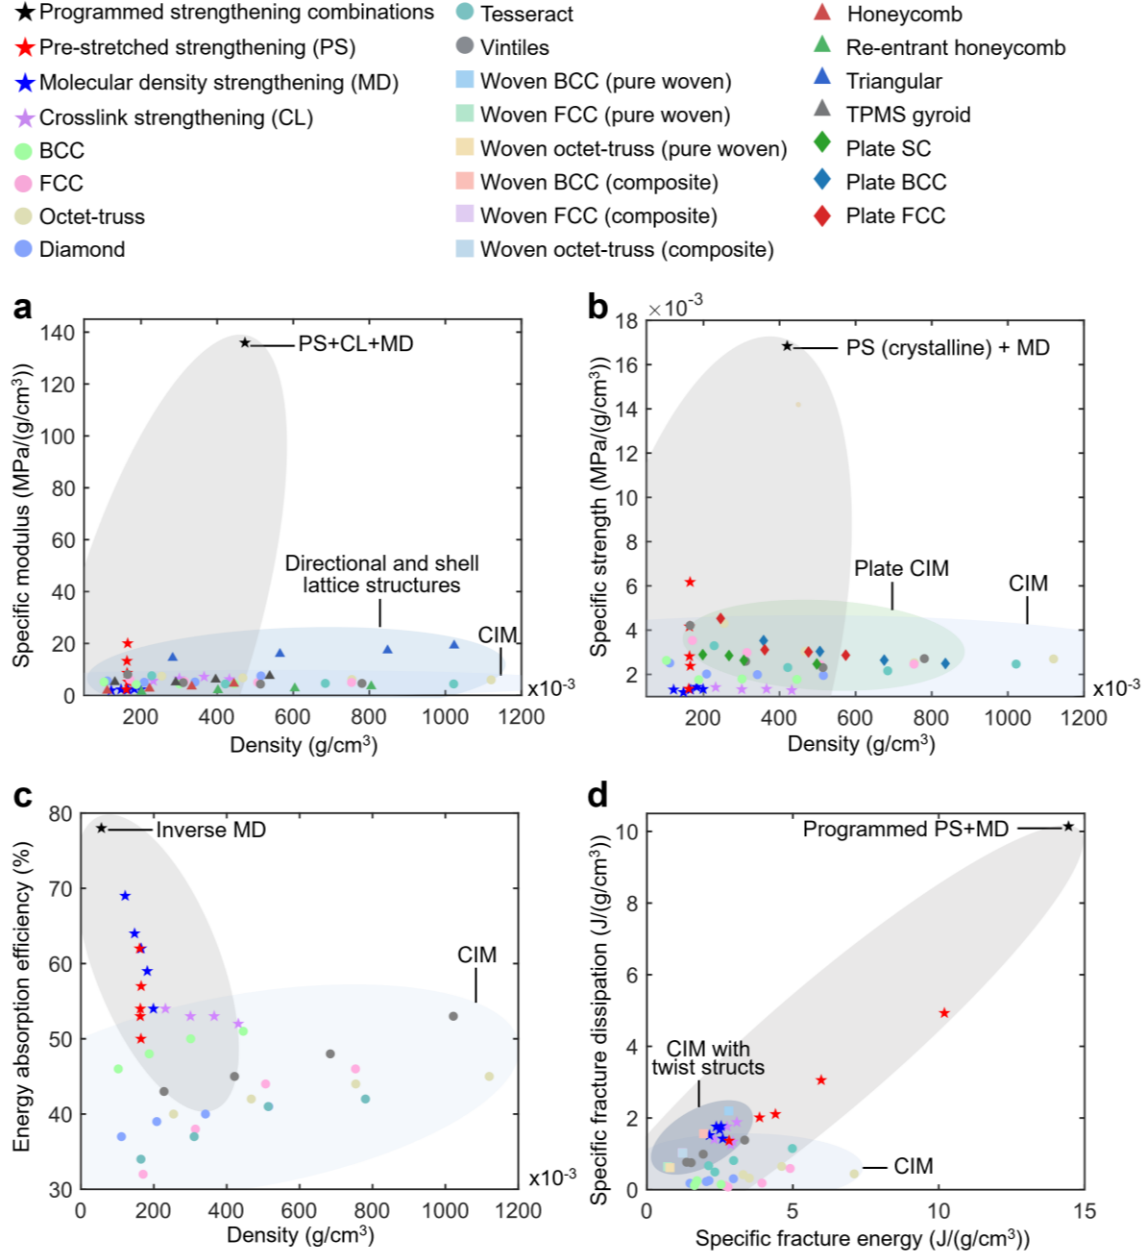 Programmed strengthening combinations
Pre-stretched strengthening (PS)
Molecular density strengthening (MD)
Crosslink strengthening (CL)
BCC
FCC
Octet-truss
Diamond
Tesseract
Vintiles
Woven BCC (pure woven)
Woven FCC (pure woven)
Woven octet-truss (pure woven)
Woven BCC (composite)
Woven FCC (composite)
Woven octet-truss (composite)
Honeycomb
Re-entrant honeycomb
Triangular
TPMS gyroid
Plate SC
Plate BCC
Plate FCC
a
Specific modulus (MPa/(g/cm³))
140
120
100
80
60
40
20
0
PS+CL+MD
Directional and shell
lattice structures
CIM
200
400
600
800
1000
1200
x10⁻³
Density (g/cm³)
b
×10⁻³
Specific strength (MPa/(g/cm³))
18
16
14
12
10
8
6
4
2
PS (crystalline) + MD
Plate CIM
CIM
200
400
600
800
1000
1200
x10⁻³
Density (g/cm³)
c
Energy absorption efficiency (%)
80
70
60
50
40
30
Inverse MD
CIM
0
200
400
600
800
1000
1200
x10⁻³
Density (g/cm³)
d
Specific fracture dissipation (J/(g/cm³))
10
8
6
4
2
0
Programmed PS+MD
CIM with
twist structs
CIM
0
5
10
15
Specific fracture energy (J/(g/cm³))